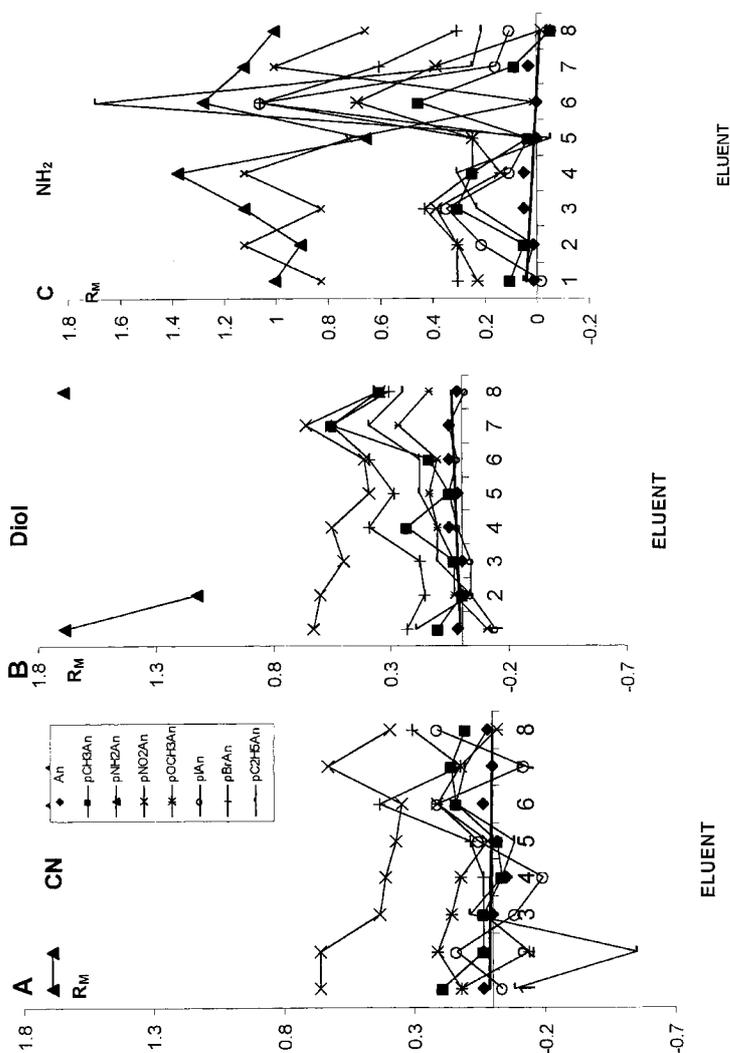 A
CN
R_M
1.8
1.3
0.8
0.3
-0.2
-0.7
1
2
3
4
5
6
7
8
ELUENT
An
pCH3An
pNH2An
pNO2An
pOCH3An
pIAn
pBrAn
pC2H5An
B
Diol
R_M
1.8
1.3
0.8
0.3
-0.2
-0.7
1
2
3
4
5
6
7
8
ELUENT
C
NH₂
R_M
1.8
1.6
1.4
1.2
1
0.8
0.6
0.4
0.2
0
-0.2
1
2
3
4
5
6
7
8
ELUENT